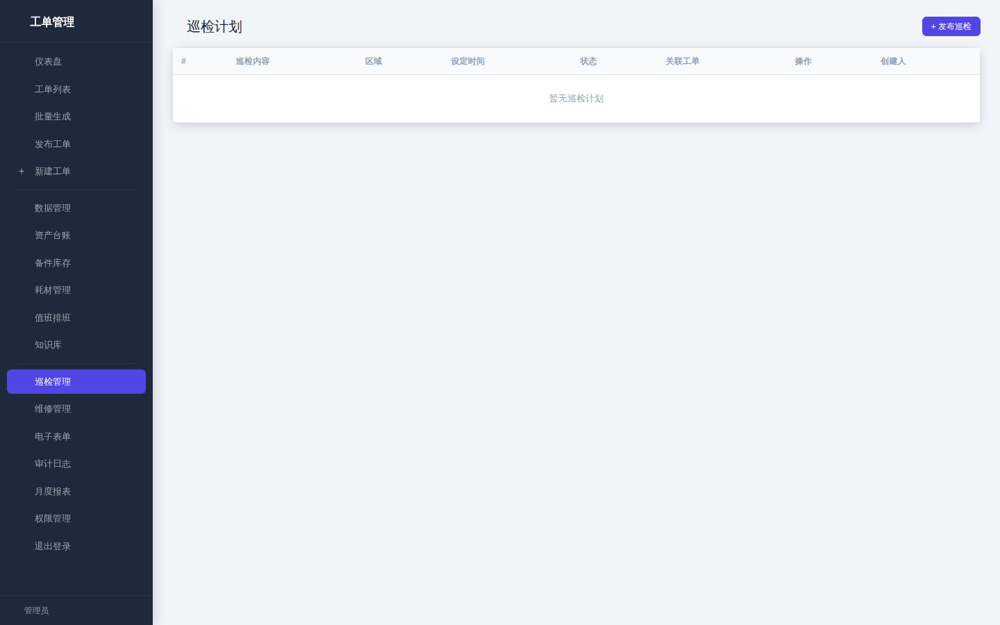 工单管理
仪表盘
工单列表
批量生成
发布工单
+ 新建工单
数据管理
资产台账
备件库存
耗材管理
值班排班
知识库
巡检管理
维修管理
电子表单
审计日志
月度报表
权限管理
退出登录
管理员
巡检计划
+ 发布巡检
# 巡检内容 区域 设定时间 状态 关联工单 操作 创建人
暂无巡检计划